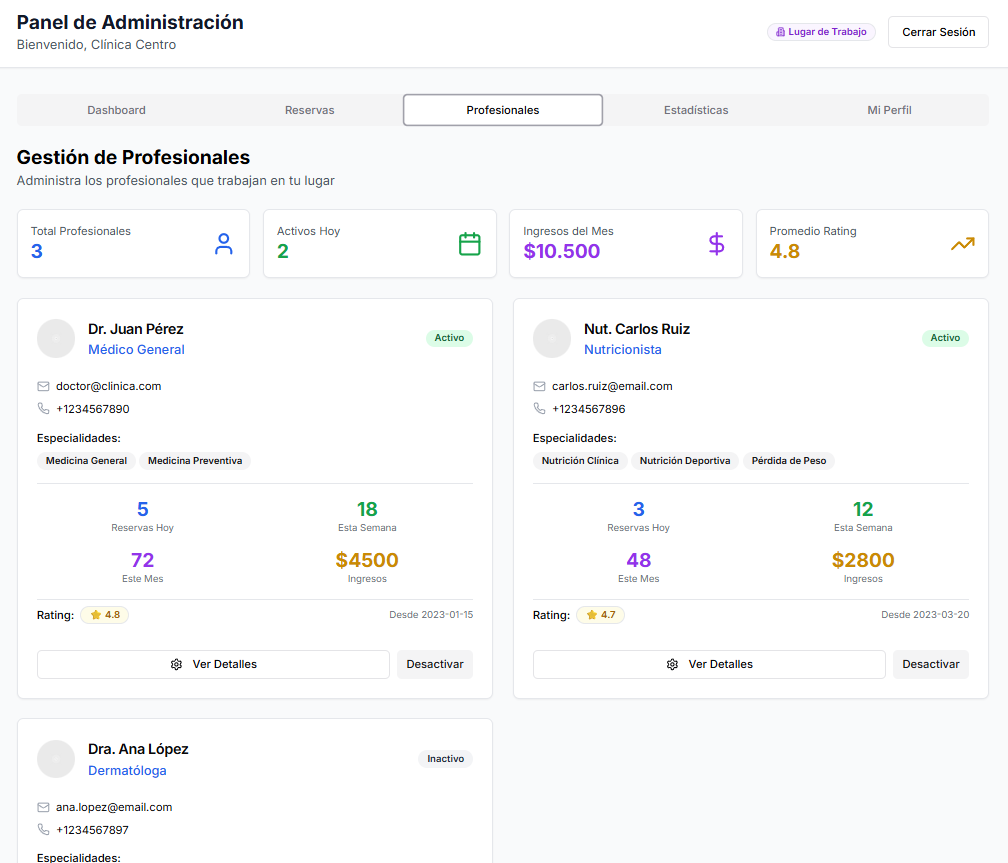 Panel de Administración
Bienvenido, Clínica Centro
Lugar de Trabajo
Cerrar Sesión
Dashboard
Reservas
Profesionales
Estadísticas
Mi Perfil
Gestión de Profesionales
Administra los profesionales que trabajan en tu lugar
Total Profesionales
3
Activos Hoy
2
Ingresos del Mes
$10.500
Promedio Rating
4.8
Dr. Juan Pérez
Médico General
Activo
doctor@clinica.com
+1234567890
Especialidades:
Medicina General
Medicina Preventiva
5
Reservas Hoy
18
Esta Semana
72
Este Mes
$4500
Ingresos
Rating:
4.8
Desde 2023-01-15
Ver Detalles
Desactivar
Nut. Carlos Ruiz
Nutricionista
Activo
carlos.ruiz@email.com
+1234567896
Especialidades:
Nutrición Clínica
Nutrición Deportiva
Pérdida de Peso
3
Reservas Hoy
12
Esta Semana
48
Este Mes
$2800
Ingresos
Rating:
4.7
Desde 2023-03-20
Ver Detalles
Desactivar
Dra. Ana López
Dermatóloga
Inactivo
ana.lopez@email.com
+1234567897
Especialidades: